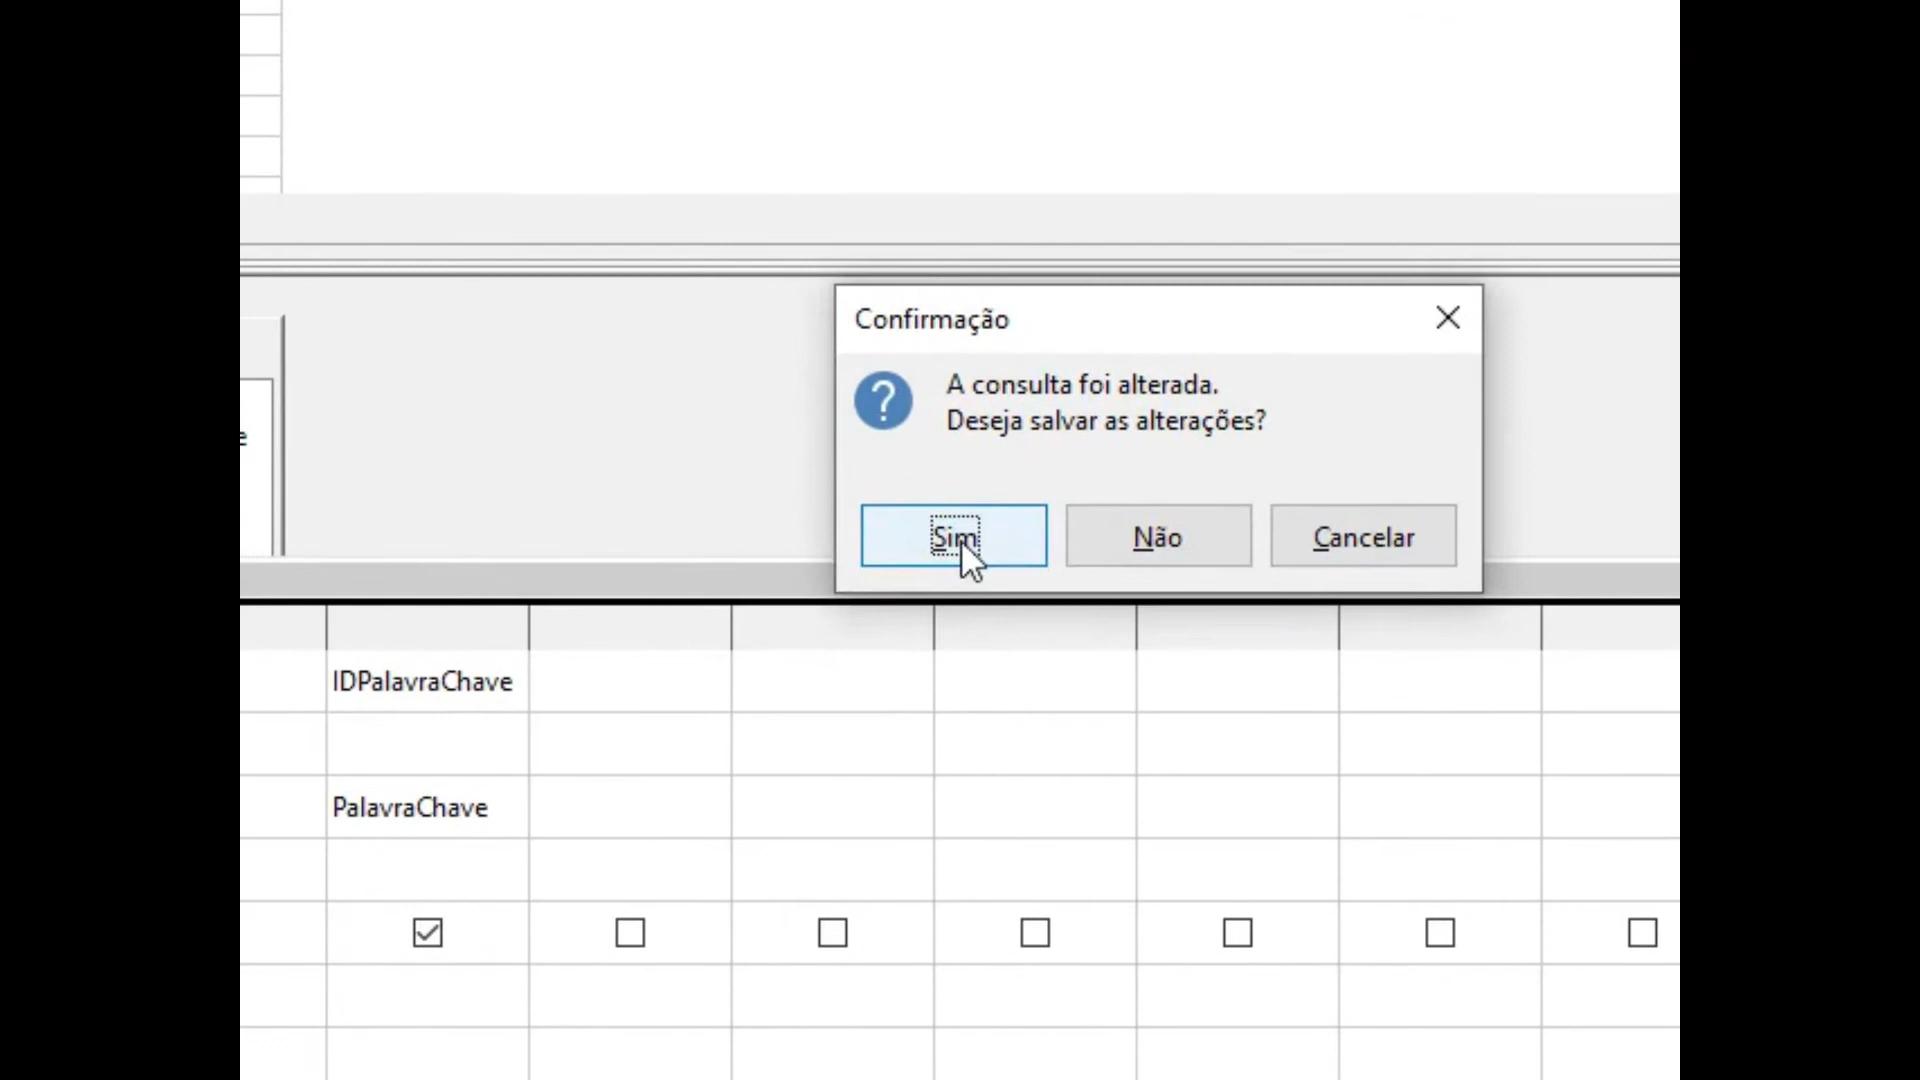 Confirmação
A consulta foi alterada.
Deseja salvar as alterações?
Sim Não Cancelar
IDPalavraChave
PalavraChave